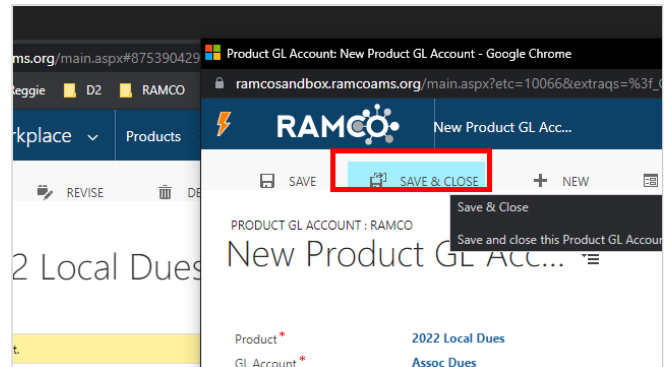 ms.org/main.aspx#875390429
Reggie
D2
RAMCO
rkplace
Products
REVISE
DE
2 Local Dues
t.
Product GL Account: New Product GL Account - Google Chrome
ramcosandbox.ramcoams.org/main.aspx?etc=10066&extraqs=%3f_
RAMCO
New Product GL Acc...
SAVE
SAVE & CLOSE
NEW
Save & Close
Save and close this Product GL Accoun
PRODUCT GL ACCOUNT : RAMCO
New Product GL Acc...
Product*
2022 Local Dues
GL Account*
Assoc Dues